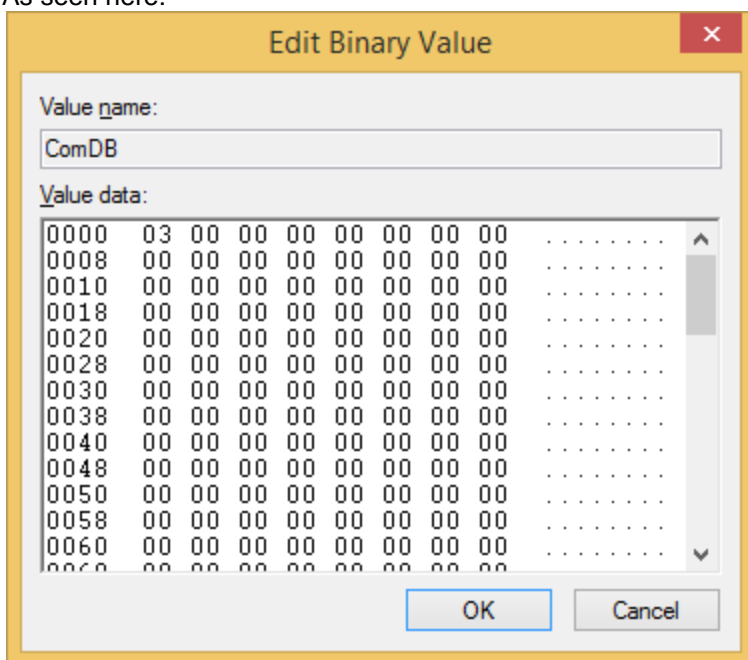 As seen here:
Edit Binary Value
Value name:
ComDB
Value data:
0000 03 00 00 00 00 00 00 00 ........
0008 00 00 00 00 00 00 00 00 ........
0010 00 00 00 00 00 00 00 00 ........
0018 00 00 00 00 00 00 00 00 ........
0020 00 00 00 00 00 00 00 00 ........
0028 00 00 00 00 00 00 00 00 ........
0030 00 00 00 00 00 00 00 00 ........
0038 00 00 00 00 00 00 00 00 ........
0040 00 00 00 00 00 00 00 00 ........
0048 00 00 00 00 00 00 00 00 ........
0050 00 00 00 00 00 00 00 00 ........
0058 00 00 00 00 00 00 00 00 ........
0060 00 00 00 00 00 00 00 00 ........
OK Cancel